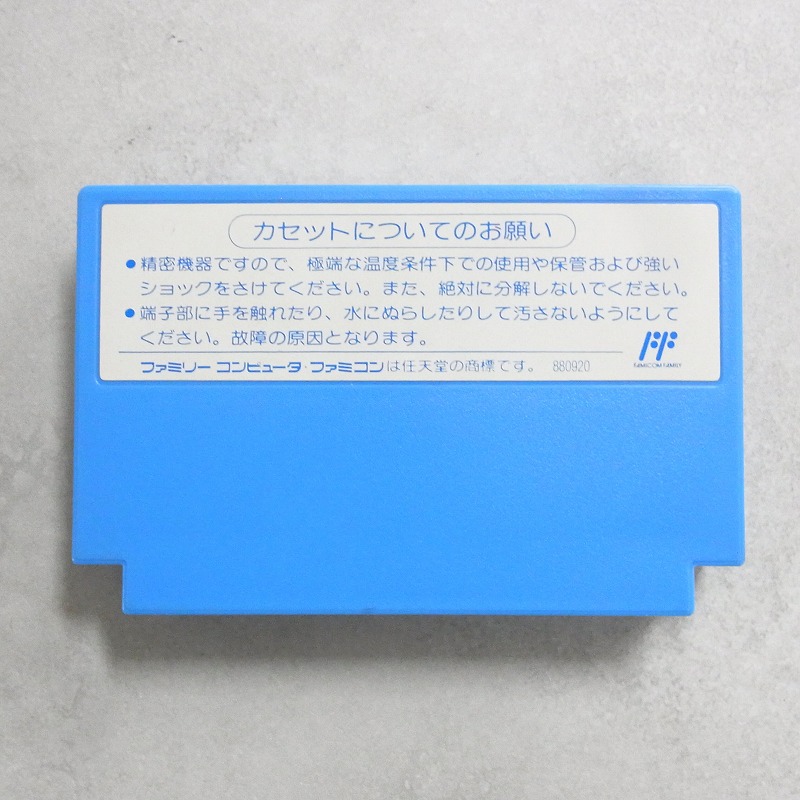 カセットについてのお願い
●精密機器ですので、極端な温度条件下での使用や保管および強い
ショックをさけてください。また、絶対に分解しないでください。
●端子部に手を触れたり、水にぬらしたりして汚さないようにして
ください。故障の原因となります。
ファミリー コンピュータ・ファミコンは任天堂の商標です。 880920
FF
FAMICOM FAMILY